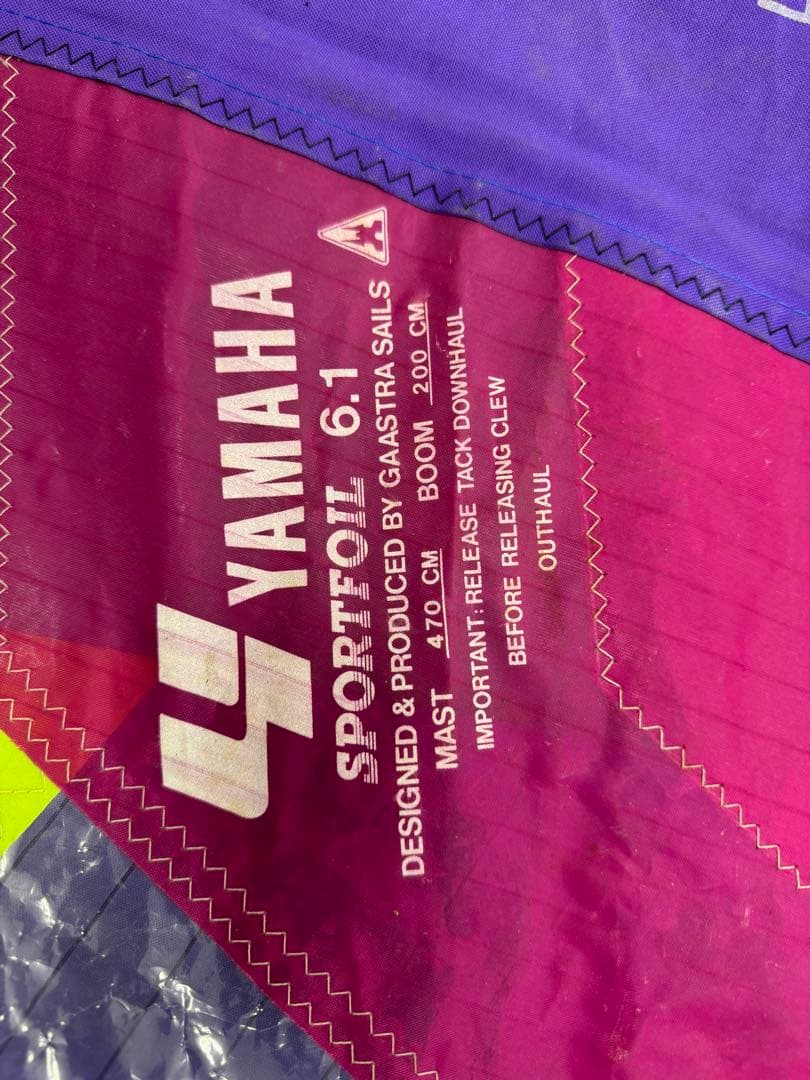 YAMAHA
SPORTFOIL 6.1
DESIGNED & PRODUCED BY GAASTRA SAILS
MAST 470 CM BOOM 200 CM
IMPORTANT: RELEASE TACK DOWNHAUL
BEFORE RELEASING CLEW
OUTHAUL